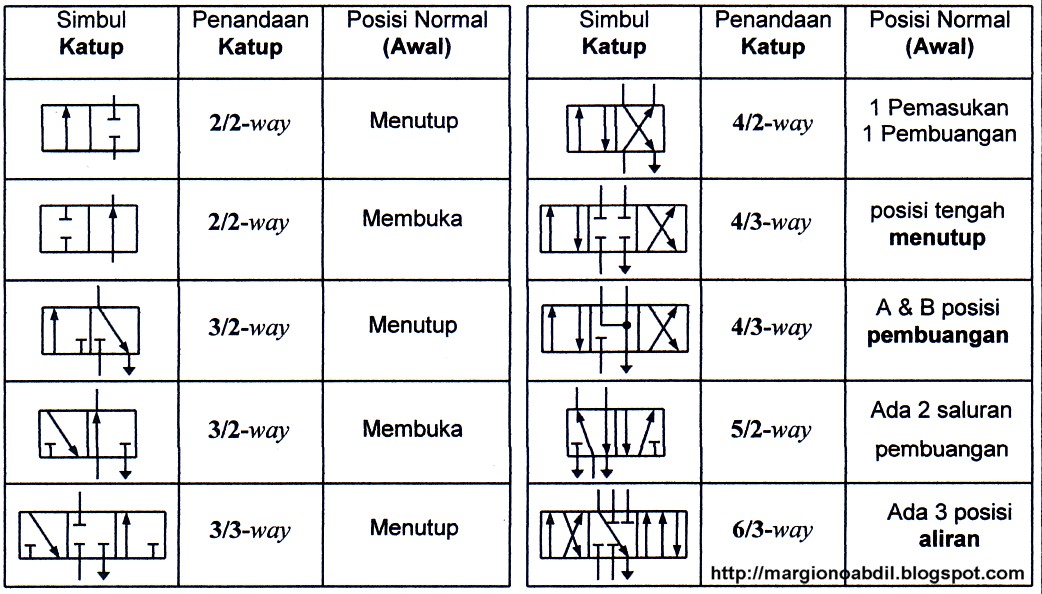 Simbul
Katup
Penandaan
Katup
Posisi Normal
(Awal)
2/2-way
Menutup
2/2-way
Membuka
3/2-way
Menutup
3/2-way
Membuka
3/3-way
Menutup
Simbul
Katup
Penandaan
Katup
Posisi Normal
(Awal)
4/2-way
1 Pemasukan
1 Pembuangan
4/3-way
posisi tengah
menutup
4/3-way
A & B posisi
pembuangan
5/2-way
Ada 2 saluran
pembuangan
6/3-way
Ada 3 posisi
aliran
http://margionoabdil.blogspot.com